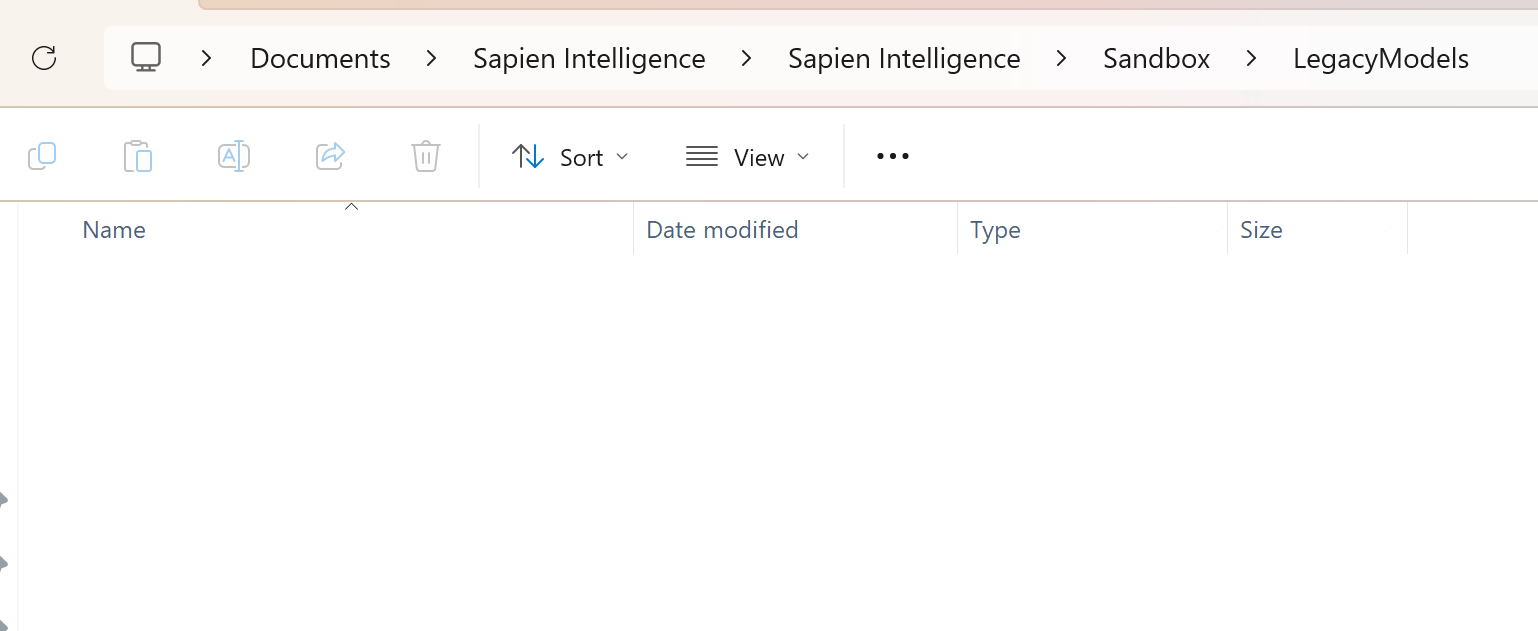 Documents > Sapien Intelligence > Sapien Intelligence > Sandbox > LegacyModels
Sort View
Name Date modified Type Size